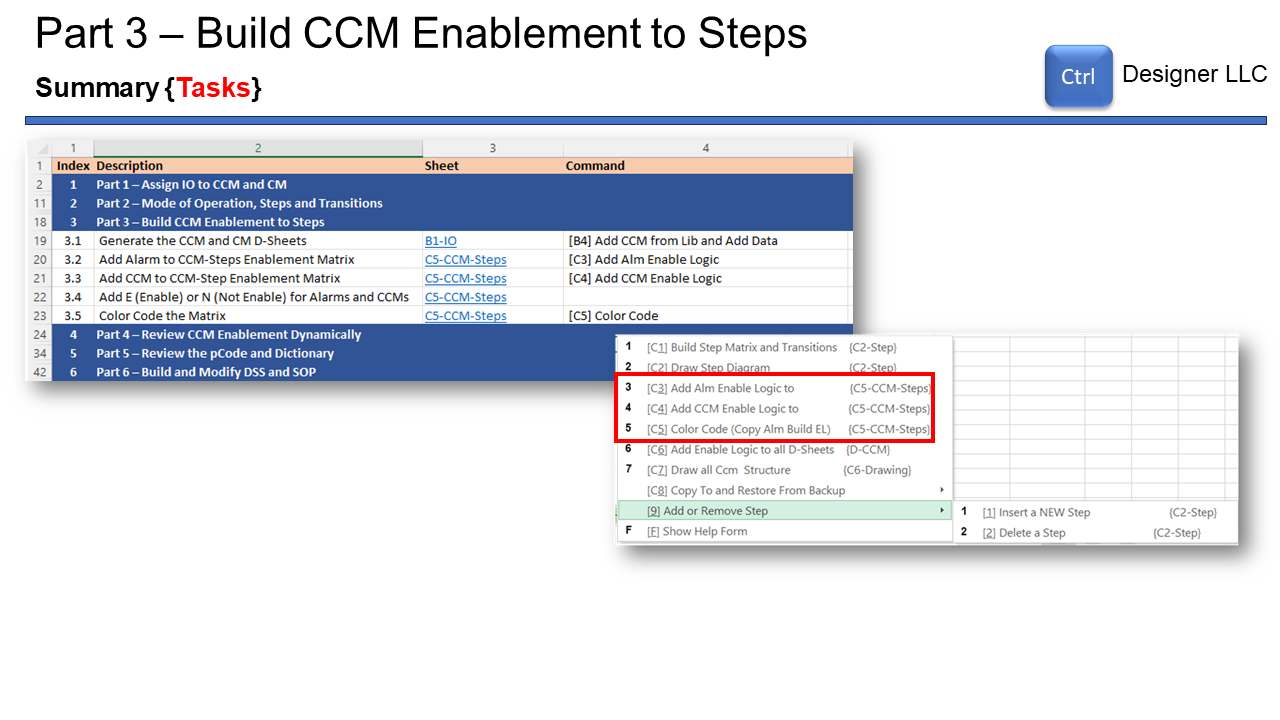 Part 3 – Build CCM Enablement to Steps
Summary {Tasks}
Ctrl
Designer LLC
1 2 3 4
1 Index Description Sheet Command
2 1 Part 1 – Assign IO to CCM and CM
11 2 Part 2 – Mode of Operation, Steps and Transitions
18 3 Part 3 – Build CCM Enablement to Steps
19 3.1 Generate the CCM and CM D-Sheets B1-IO [B4] Add CCM from Lib and Add Data
20 3.2 Add Alarm to CCM-Steps Enablement Matrix C5-CCM-Steps [C3] Add Alm Enable Logic
21 3.3 Add CCM to CCM-Step Enablement Matrix C5-CCM-Steps [C4] Add CCM Enable Logic
22 3.4 Add E (Enable) or N (Not Enable) for Alarms and CCMs C5-CCM-Steps
23 3.5 Color Code the Matrix C5-CCM-Steps [C5] Color Code
24 4 Part 4 – Review CCM Enablement Dynamically
34 5 Part 5 – Review the pCode and Dictionary
42 6 Part 6 – Build and Modify DSS and SOP
1 [C1] Build Step Matrix and Transitions {C2-Step}
2 [C2] Draw Step Diagram {C2-Step}
3 [C3] Add Alm Enable Logic to {C5-CCM-Steps}
4 [C4] Add CCM Enable Logic to {C5-CCM-Steps}
5 [C5] Color Code (Copy Alm Build EL) {C5-CCM-Steps}
6 [C6] Add Enable Logic to all D-Sheets {D-CCM}
7 [C7] Draw all Ccm Structure {C6-Drawing}
[C8] Copy To and Restore From Backup
[9] Add or Remove Step
F [F] Show Help Form
1 [1] Insert a NEW Step {C2-Step}
2 [2] Delete a Step {C2-Step}